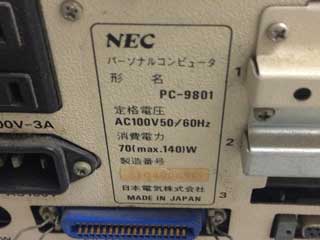 NEC
パーソナルコンピュータ
形 名
PC-9801
定格電圧
AC100V50/60Hz
消費電力
70(max.140)W
製造番号
日本電気株式会社
MADE IN JAPAN
00V-3A
1
2
3